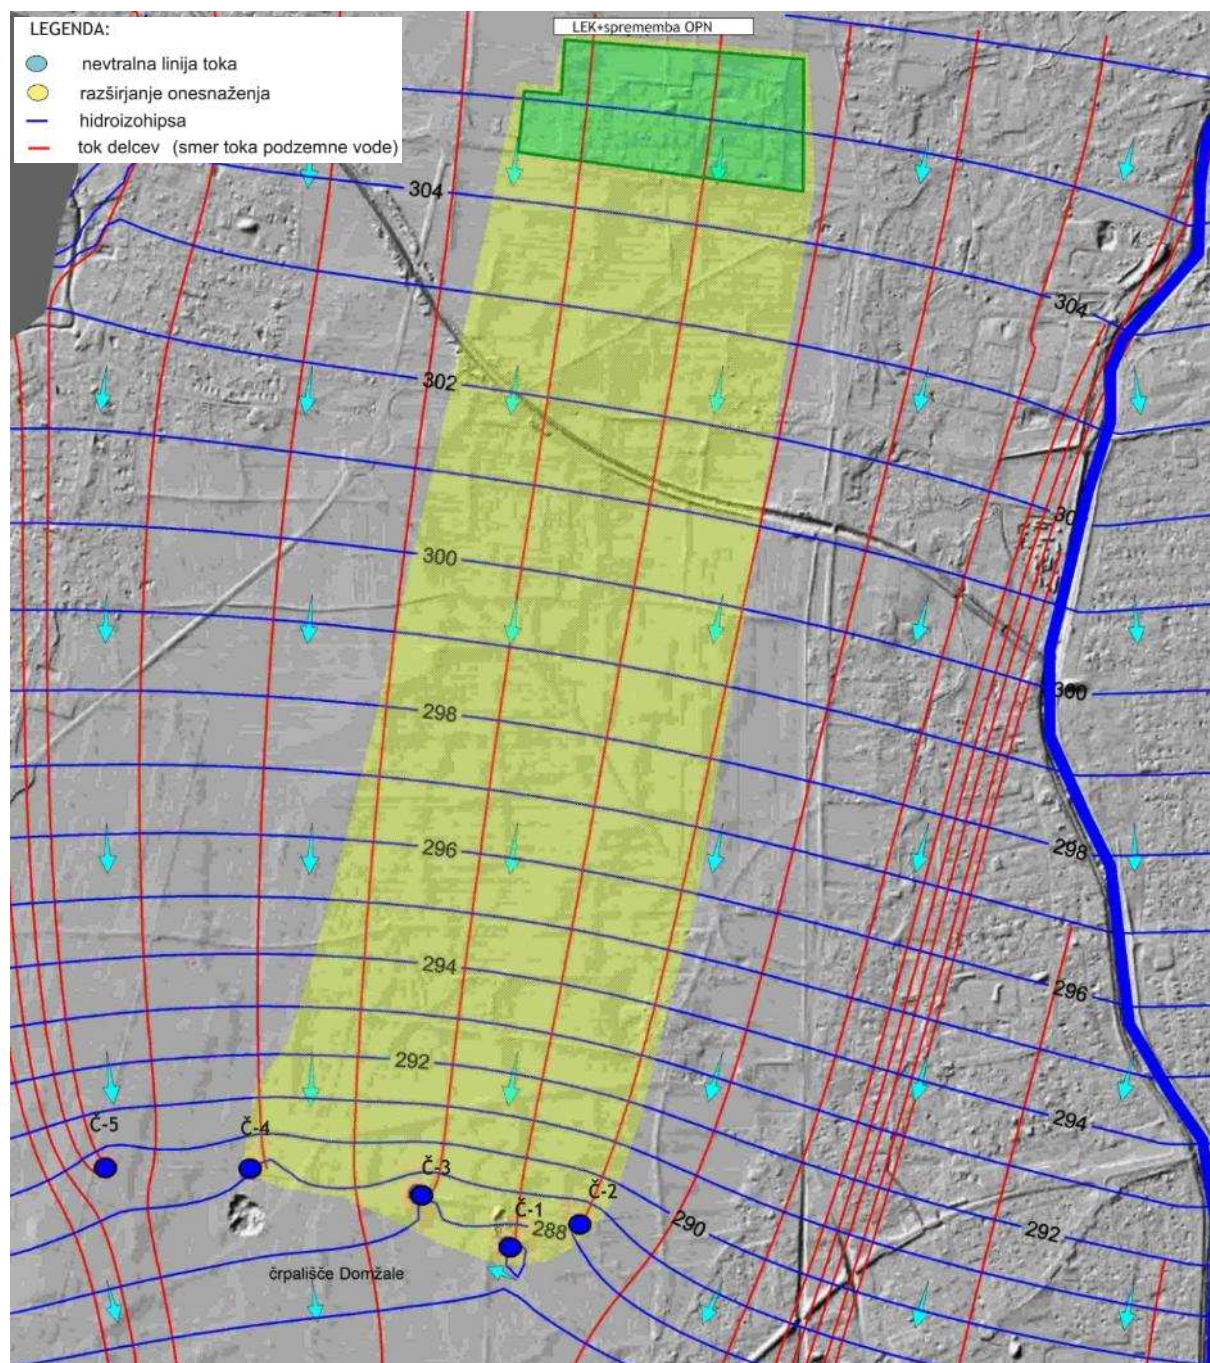 LEGENDA:
nevtralna linija toka
razširjanje onesnaženja
hidroizohipsa
tok delcev (smer toka podzemne vode)
LEK+sprememba OPN
304
304
302
300
300
298
298
296
296
294
294
292
292
290
288
Č-5
Č-4
Č-3
Č-2
Č-1
črpališče Domžale